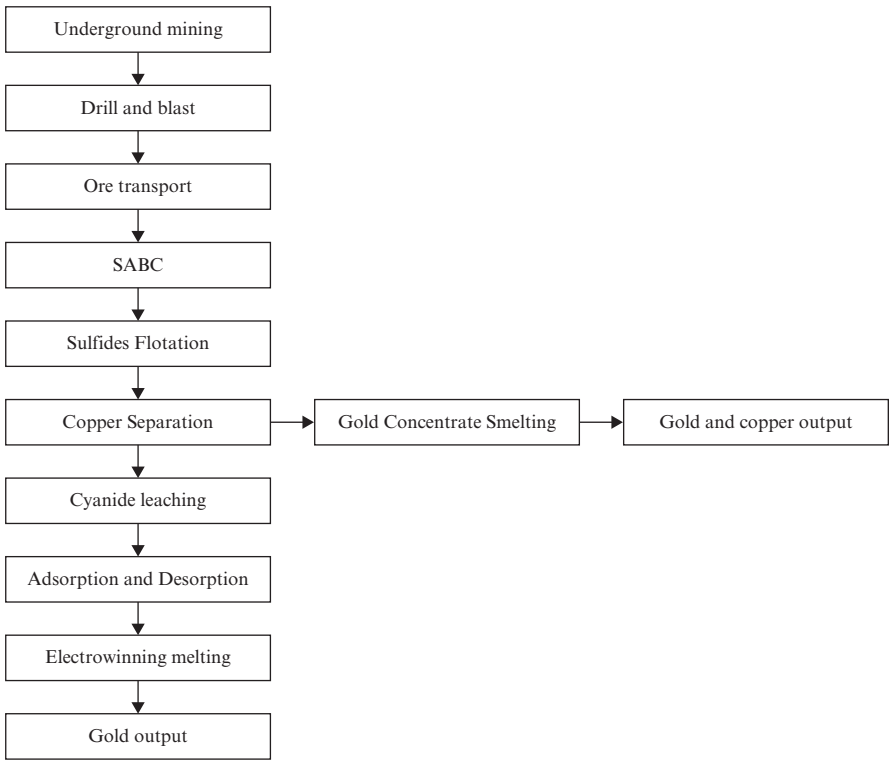 Underground mining
Drill and blast
Ore transport
SABC
Sulfides Flotation
Copper Separation
Gold Concentrate Smelting
Gold and copper output
Cyanide leaching
Adsorption and Desorption
Electrowinning melting
Gold output